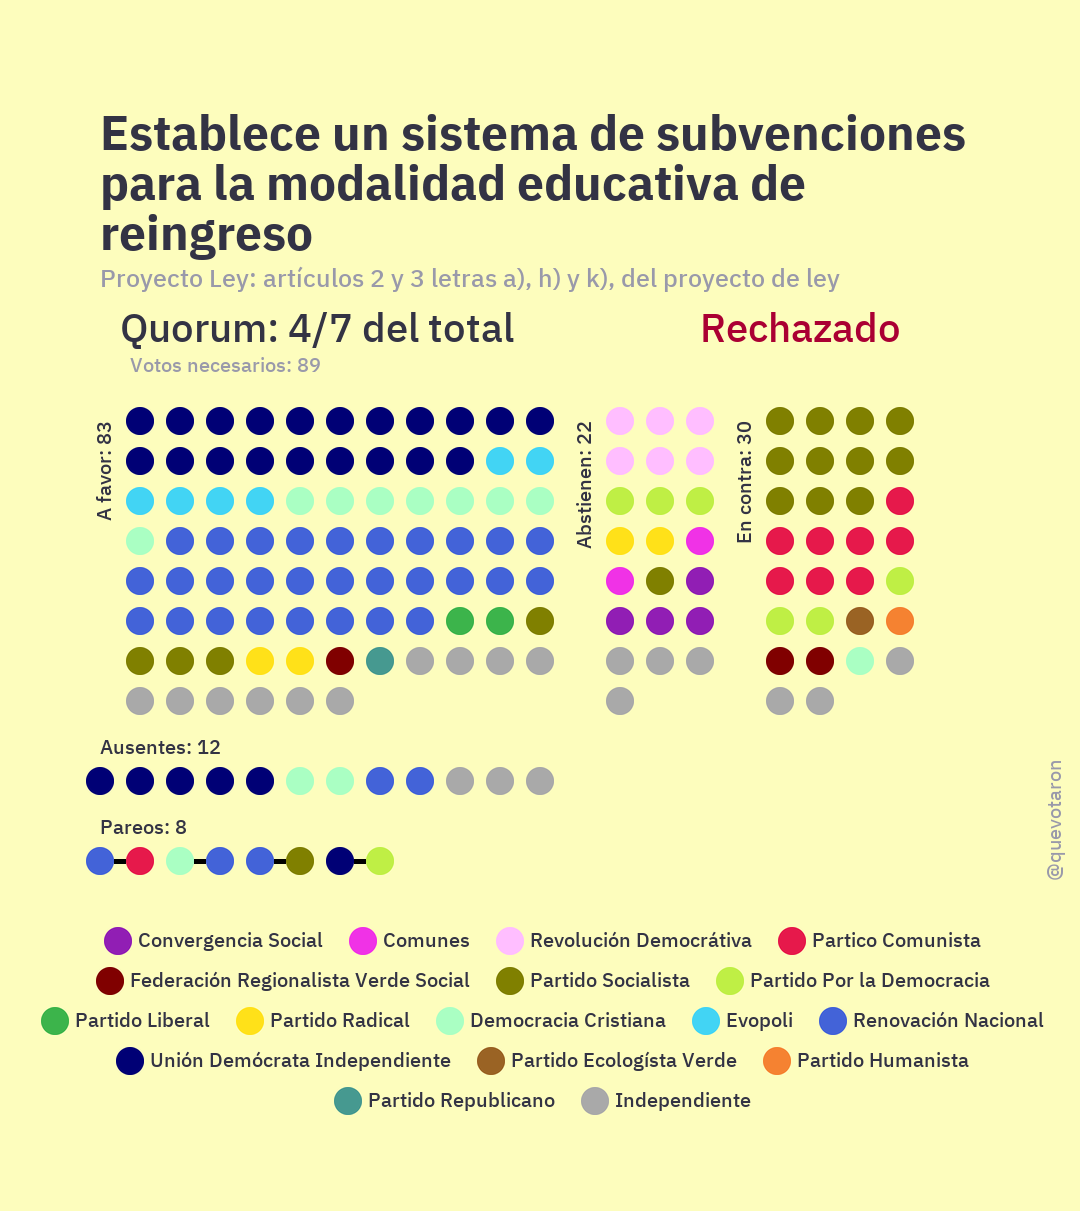 Establece un sistema de subvenciones
para la modalidad educativa de
reingreso
Proyecto Ley: artículos 2 y 3 letras a), h) y k), del proyecto de ley
Quorum: 4/7 del total
Rechazado
Votos necesarios: 89
A favor: 83
Abstienen: 22
En contra: 30
Ausentes: 12
Pareos: 8
@quevotaron
Convergencia Social Comunes Revolución Democrátiva Partico Comunista
Federación Regionalista Verde Social Partido Socialista Partido Por la Democracia
Partido Liberal Partido Radical Democracia Cristiana Evopoli Renovación Nacional
Unión Demócrata Independiente Partido Ecologísta Verde Partido Humanista
Partido Republicano Independiente